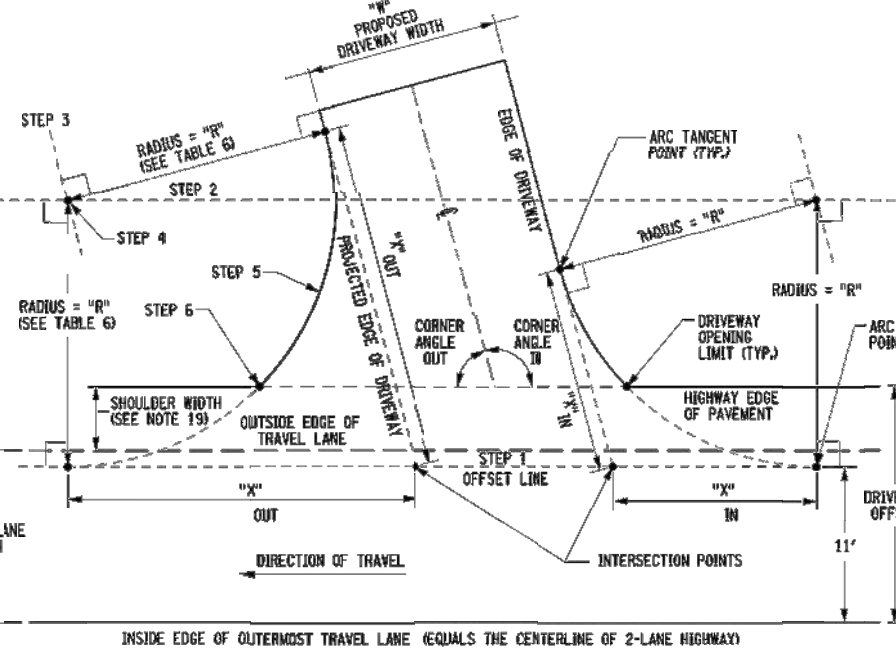 "W"
PROPOSED
DRIVEWAY WIDTH
STEP 3
RADIUS = "R"
(SEE TABLE 6)
STEP 2
STEP 4
EDGE OF DRIVEWAY
ARC TANGENT
POINT (TYP.)
RADIUS = "R"
"X"
OUT
PROJECTED EDGE OF DRIVEWAY
STEP 5
RADIUS = "R"
(SEE TABLE 6)
STEP 6
RADIUS = "R"
CORNER
ANGLE
OUT
CORNER
ANGLE
IN
DRIVEWAY
OPENING
LIMIT (TYP.)
ARC
POIN
"X"
IN
SHOULDER WIDTH
(SEE NOTE 19)
OUTSIDE EDGE OF
TRAVEL LANE
HIGHWAY EDGE
OF PAVEMENT
STEP 1
OFFSET LINE
"X"
OUT
"X"
IN
DRIVE
OFF
LANE
11'
DIRECTION OF TRAVEL
INTERSECTION POINTS
INSIDE EDGE OF OUTERMOST TRAVEL LANE (EQUALS THE CENTERLINE OF 2-LANE HIGHWAY)